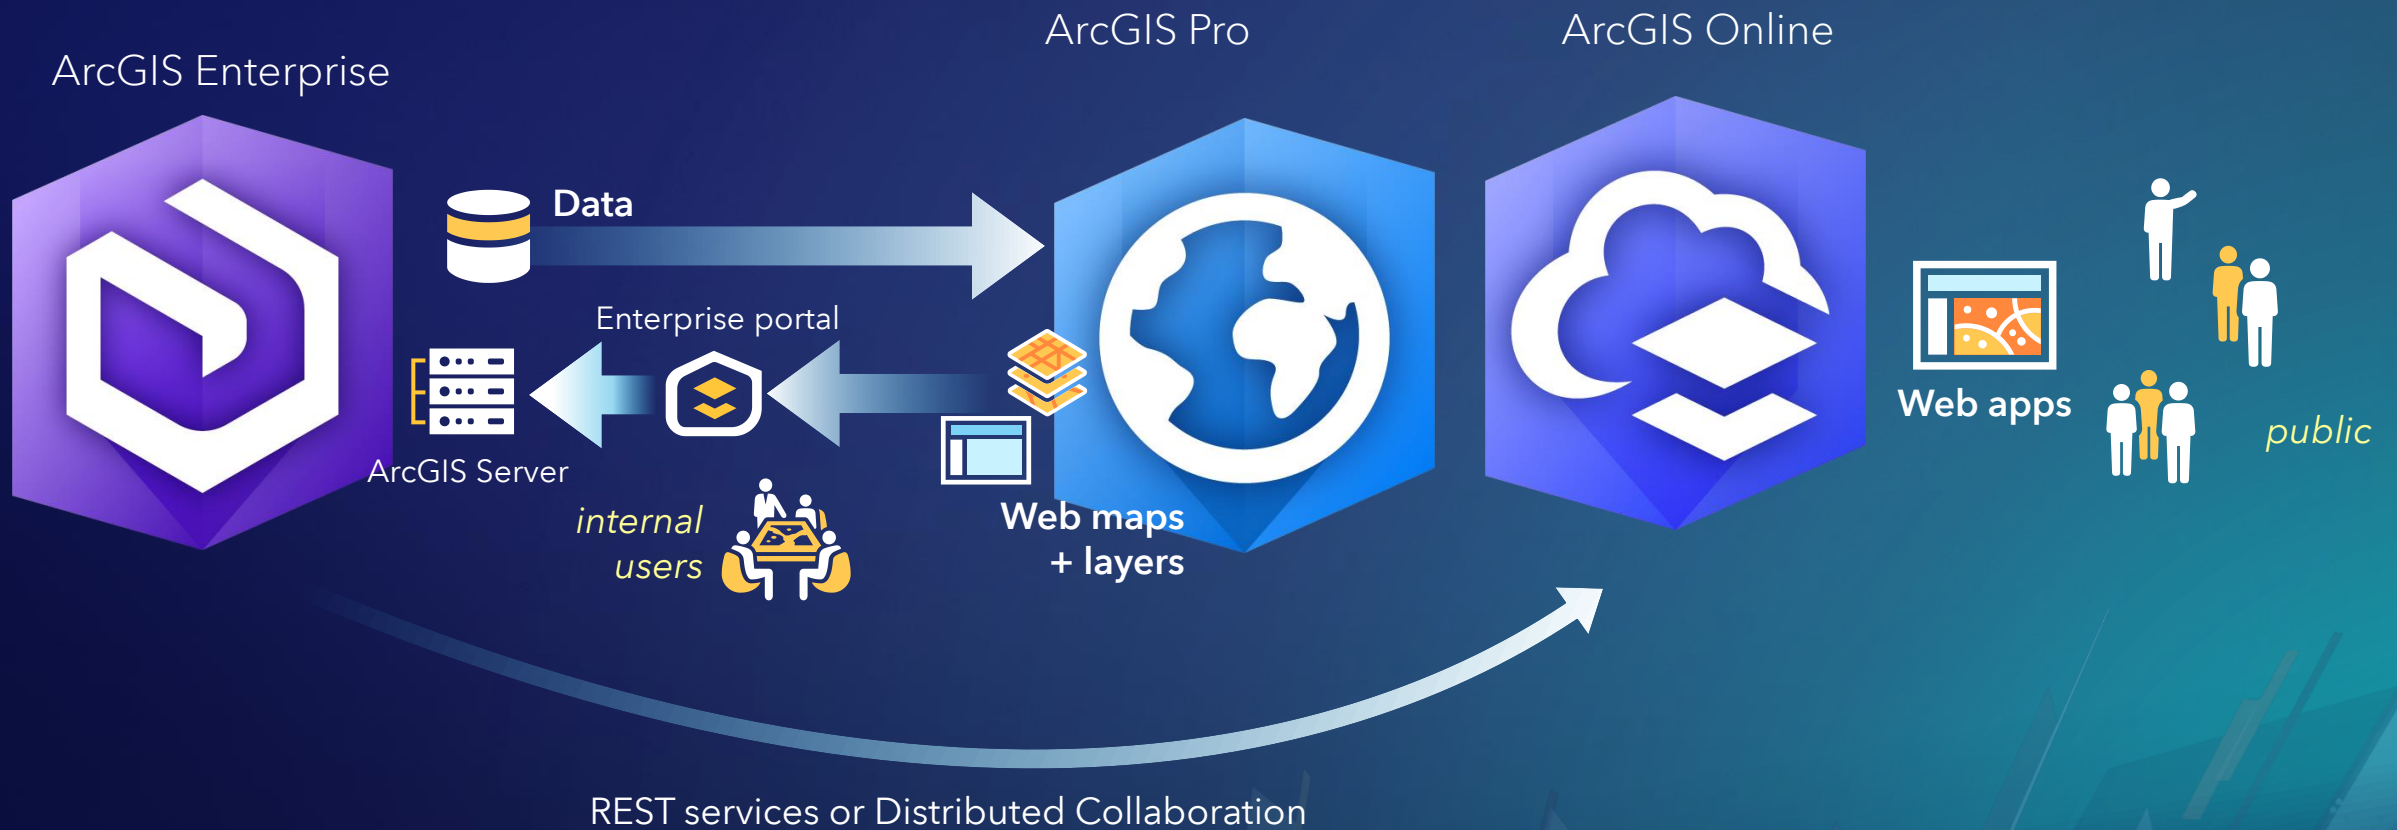 ArcGIS Enterprise
ArcGIS Pro
ArcGIS Online
Data
Enterprise portal
ArcGIS Server
internal
users
Web maps
+ layers
Web apps
public
REST services or Distributed Collaboration